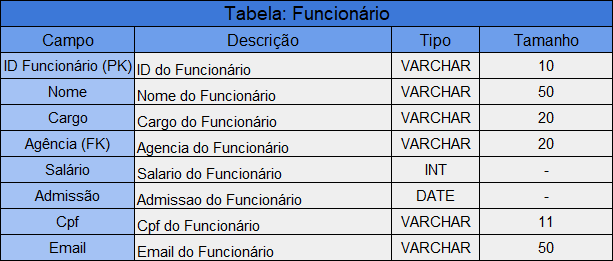 Tabela: Funcionário
Campo Descrição Tipo Tamanho
ID Funcionário (PK) ID do Funcionário VARCHAR 10
Nome Nome do Funcionário VARCHAR 50
Cargo Cargo do Funcionário VARCHAR 20
Agência (FK) Agencia do Funcionário VARCHAR 20
Salário Salario do Funcionário INT -
Admissão Admissao do Funcionário DATE -
Cpf Cpf do Funcionário VARCHAR 11
Email Email do Funcionário VARCHAR 50